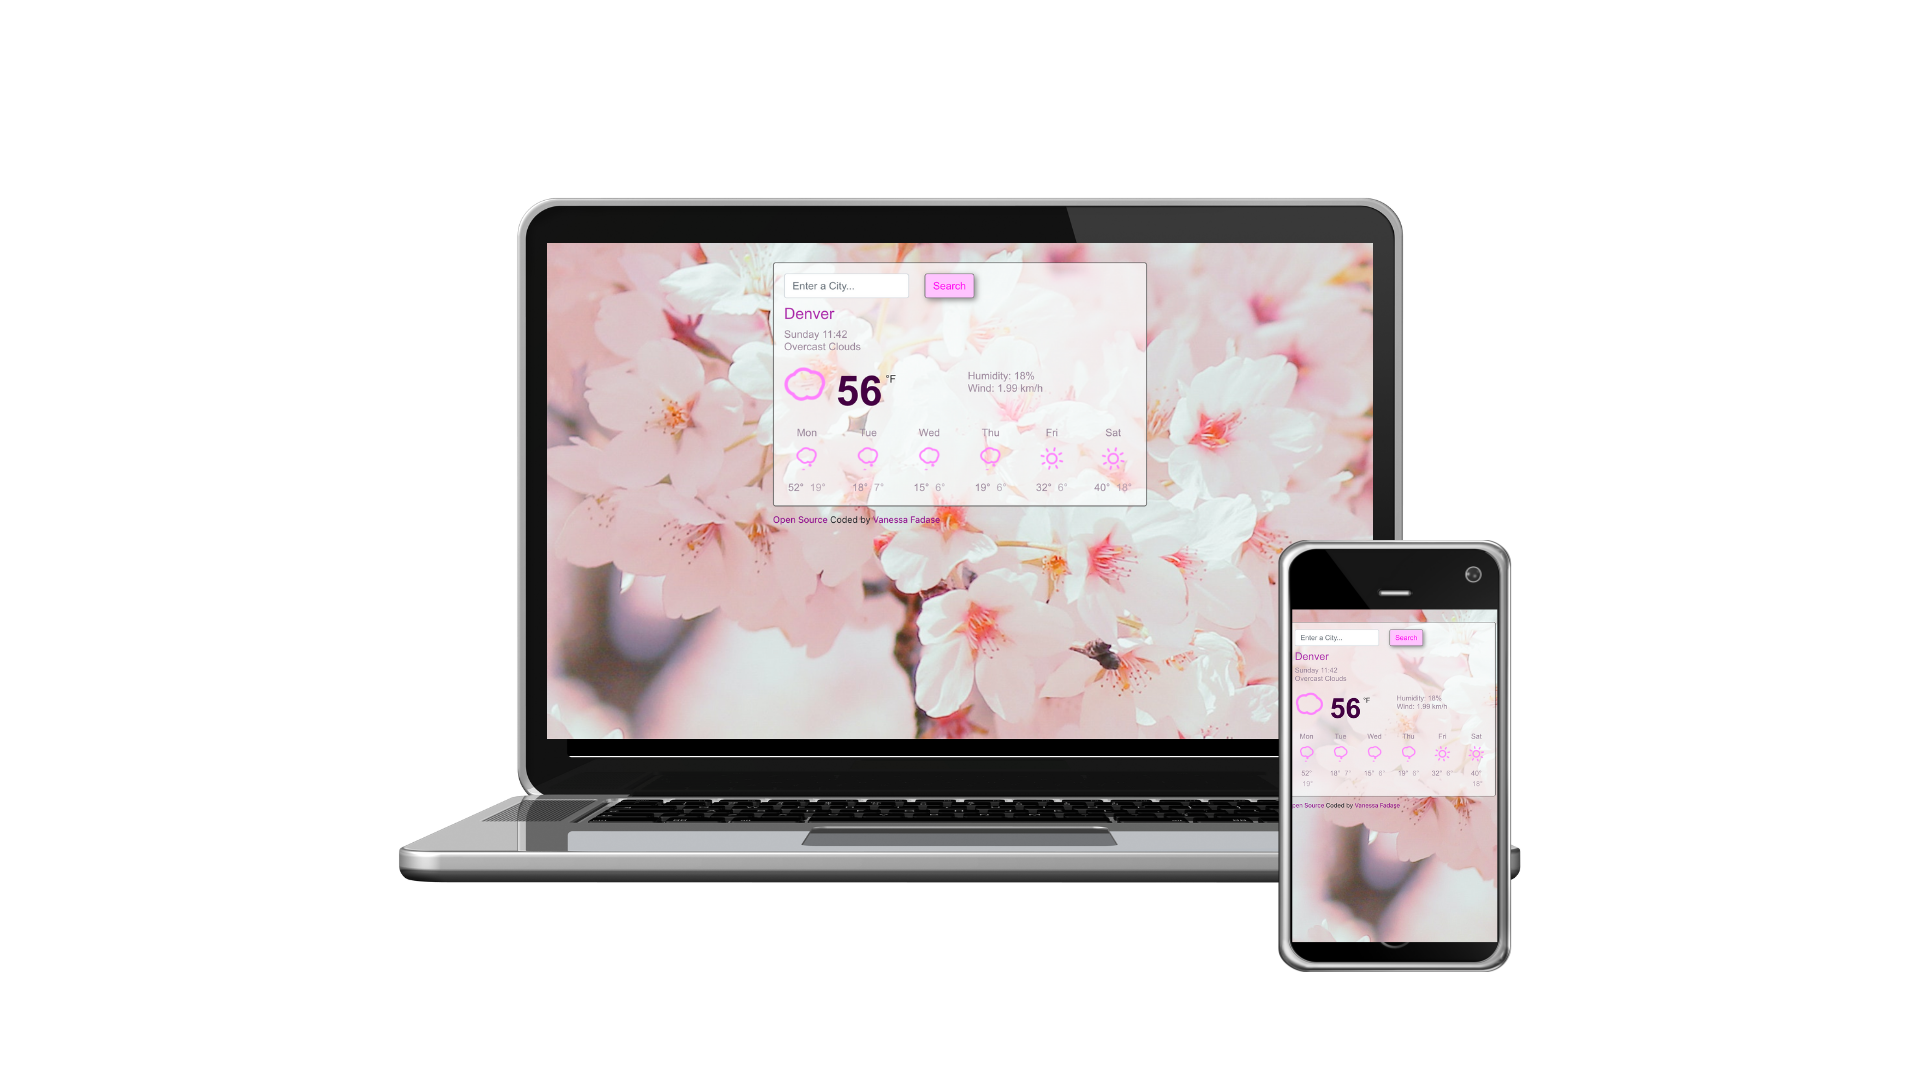 Enter a City...
Search
Denver
Sunday 11:42
Overcast Clouds
56 °F
Humidity: 18%
Wind: 1.99 km/h
Mon Tue Wed Thu Fri Sat
52° 19° 18° 7° 15° 6° 19° 6° 32° 6° 40° 18°
Open Source Coded by Vanessa Fadase
Enter a City...
Search
Denver
Sunday 11:42
Overcast Clouds
56 °F
Humidity: 18%
Wind: 1.99 km/h
Mon Tue Wed Thu Fri Sat
52° 18° 7° 15° 6° 19° 6° 32° 6° 40°
19° 18°
pen Source Coded by Vanessa Fadase